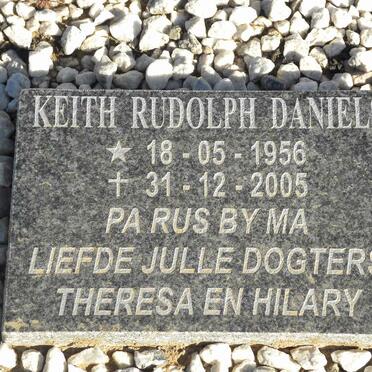 KEITH RUDOLPH DANIEL
★ 18 - 05 - 1956
† 31 - 12 - 2005
PA RUS BY MA
LIEFDE JULLE DOGTERS
THERESA EN HILARY